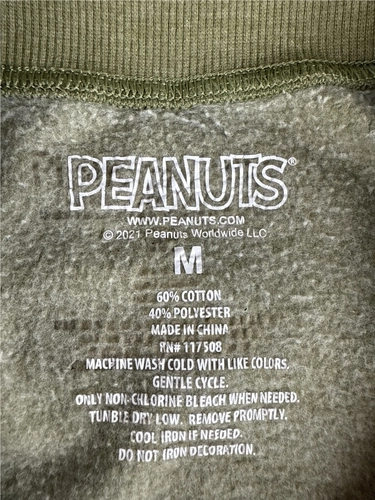 PEANUTS®
WWW.PEANUTS.COM
© 2021 Peanuts Worldwide LLC
M
60% COTTON
40% POLYESTER
MADE IN CHINA
RN# 117508
MACHINE WASH COLD WITH LIKE COLORS.
GENTLE CYCLE.
ONLY NON-CHLORINE BLEACH WHEN NEEDED.
TUMBLE DRY LOW. REMOVE PROMPTLY.
COOL IRON IF NEEDED.
DO NOT IRON DECORATION.